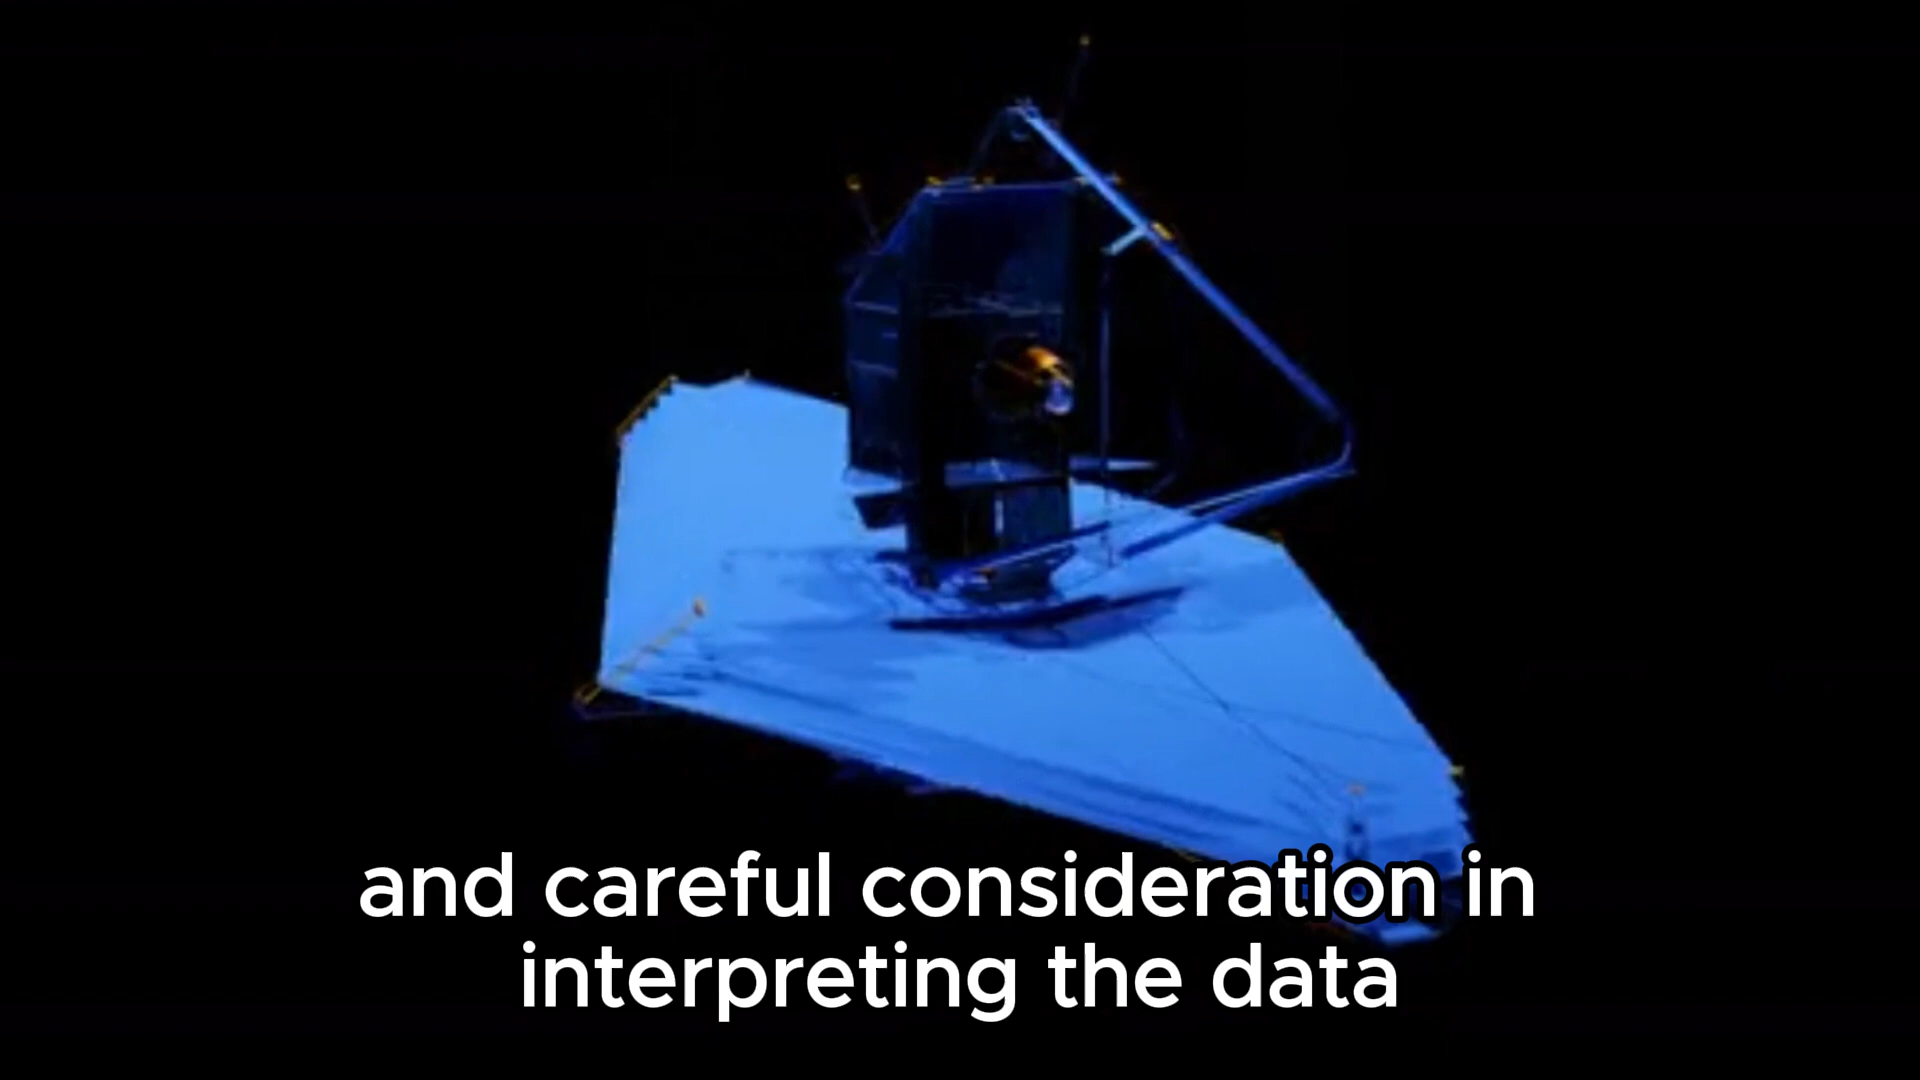 and careful consideration in
interpreting the data